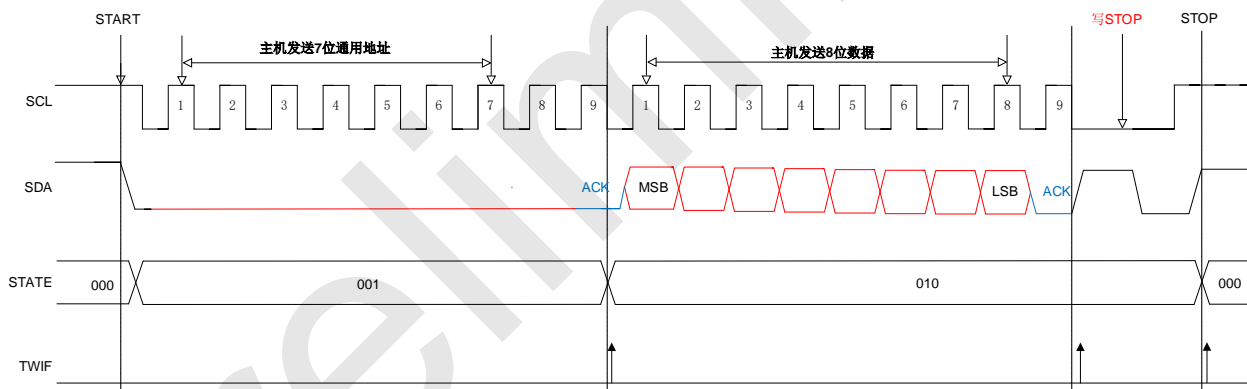 START
写STOP
STOP
主机发送7位通用地址
主机发送8位数据
SCL
1 2 3 4 5 6 7 8 9 1 2 3 4 5 6 7 8 9
SDA
ACK
MSB
LSB
ACK
STATE
000
001
010
000
TWIF